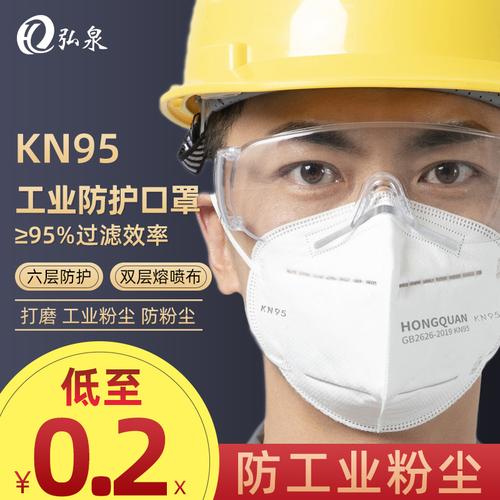 弘泉
KN95
工业防护口罩
≥95%过滤效率
六层防护 双层熔喷布
打磨 工业粉尘 防粉尘
低至
¥0.2x
防工业粉尘
KN95
HONGQUAN
GB2626-2019 KN95
KN95